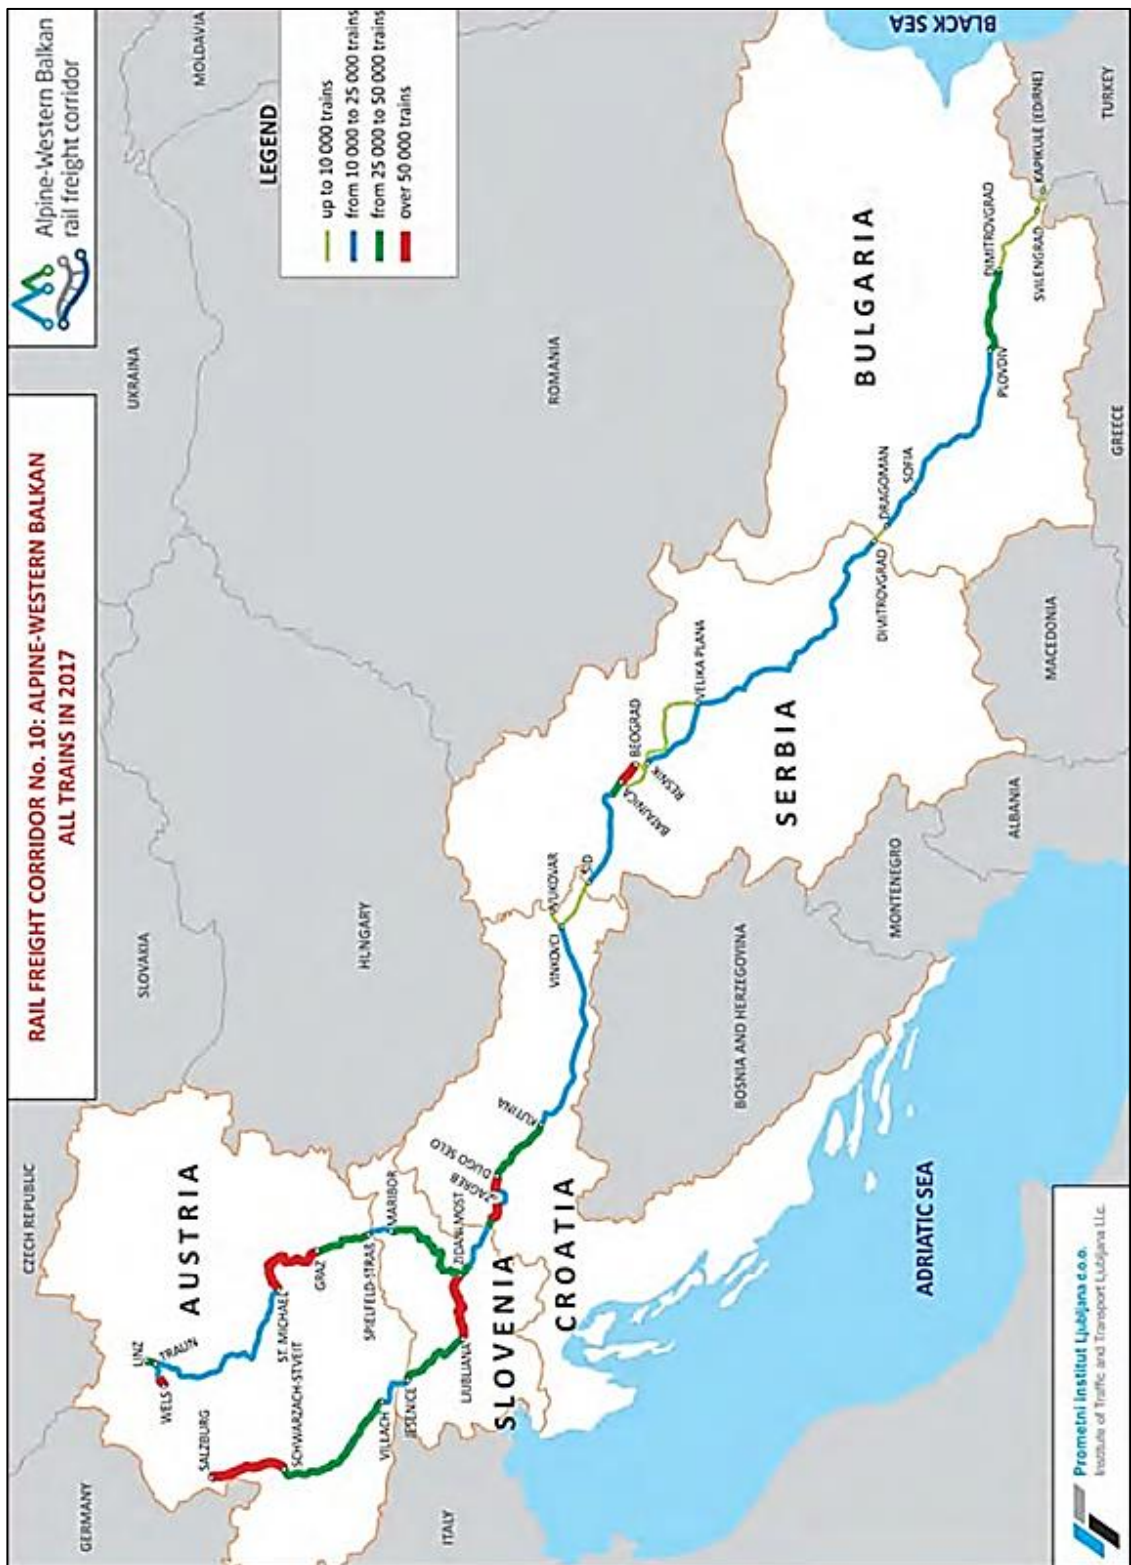 RAIL FREIGHT CORRIDOR No. 10: ALPINE-WESTERN BALKAN
ALL TRAINS IN 2017
Alpine-Western Balkan
rail freight corridor
LEGEND
up to 10 000 trains
from 10 000 to 25 000 trains
from 25 000 to 50 000 trains
over 50 000 trains
CZECH REPUBLIC
SLOVAKIA
UKRAINA
MOLDAVIA
GERMANY
AUSTRIA
HUNGARY
ROMANIA
LINZ
TRAUN
WELS
SALZBURG
ST. MICHAEL
SCHWARZACH-ST.VEIT
GRAZ
SPIELFELD-STRAß
MARIBOR
VILLACH
JESENICE
LJUBLJANA
ZIDANI MOST
ITALY
SLOVENIA
ZAGREB
DUGO SELO
KUTINA
CROATIA
VINKOVCI
VUKOVAR
BATAJNICA
BEOGRAD
RESNIK
VELIKA PLANA
SERBIA
BOSNIA AND HERZEGOVINA
DIMITROVGRAD
DRAGOMAN
SOFIA
BULGARIA
PLOVDIV
DIMITROVGRAD
SVILENGRAD
KAPIKULE (EDIRNE)
BLACK SEA
TURKEY
GREECE
MACEDONIA
ALBANIA
MONTENEGRO
ADRIATIC SEA
Prometni institut Ljubljana d.o.o.
Institute of Traffic and Transport Ljubljana Llc.